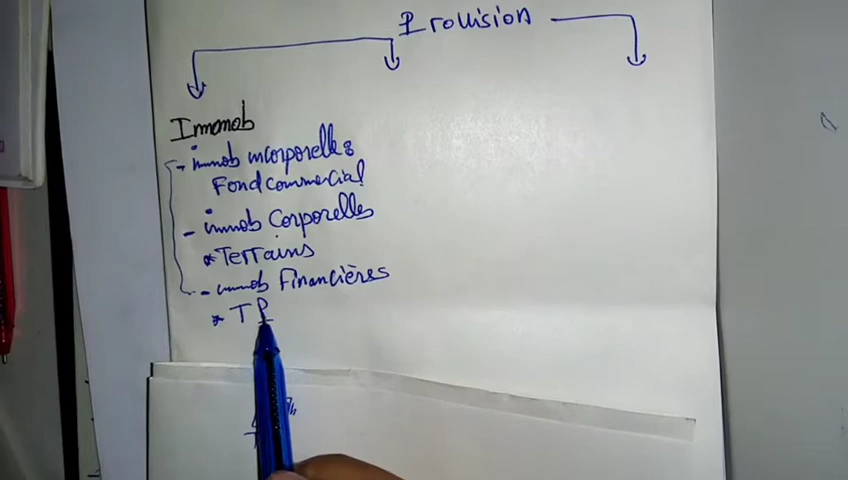 Provision
Immob
- immob incorporelles
Fond commercial
- immob Corporelles
* Terrains
- immob Financières
* TP